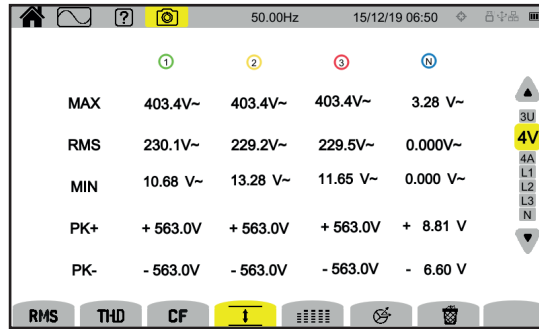 ? 50.00Hz 15/12/19 06:50
1 2 3 N
MAX 403.4V~ 403.4V~ 403.4V~ 3.28 V~
3U
RMS 230.1V~ 229.2V~ 229.5V~ 0.000V~
4V
4A
MIN 10.68 V~ 13.28 V~ 11.65 V~ 0.000 V~
L1
L2
L3
N
PK+ + 563.0V + 563.0V + 563.0V + 8.81 V
PK- - 563.0V - 563.0V - 563.0V - 6.60 V
RMS THD CF